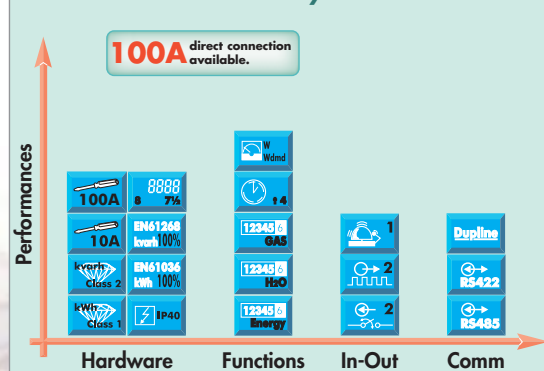 100A direct connection
available.
Performances
W
Wdmd
100A
8888
8 7½
4
10A
EN61268
kvarh 100%
12345 6
GAS
1
Dupline
kvarh
Class 2
EN61036
kWh 100%
12345 6
H2O
2
RS422
kWh
Class 1
IP40
12345 6
Energy
2
RS485
Hardware Functions In-Out Comm